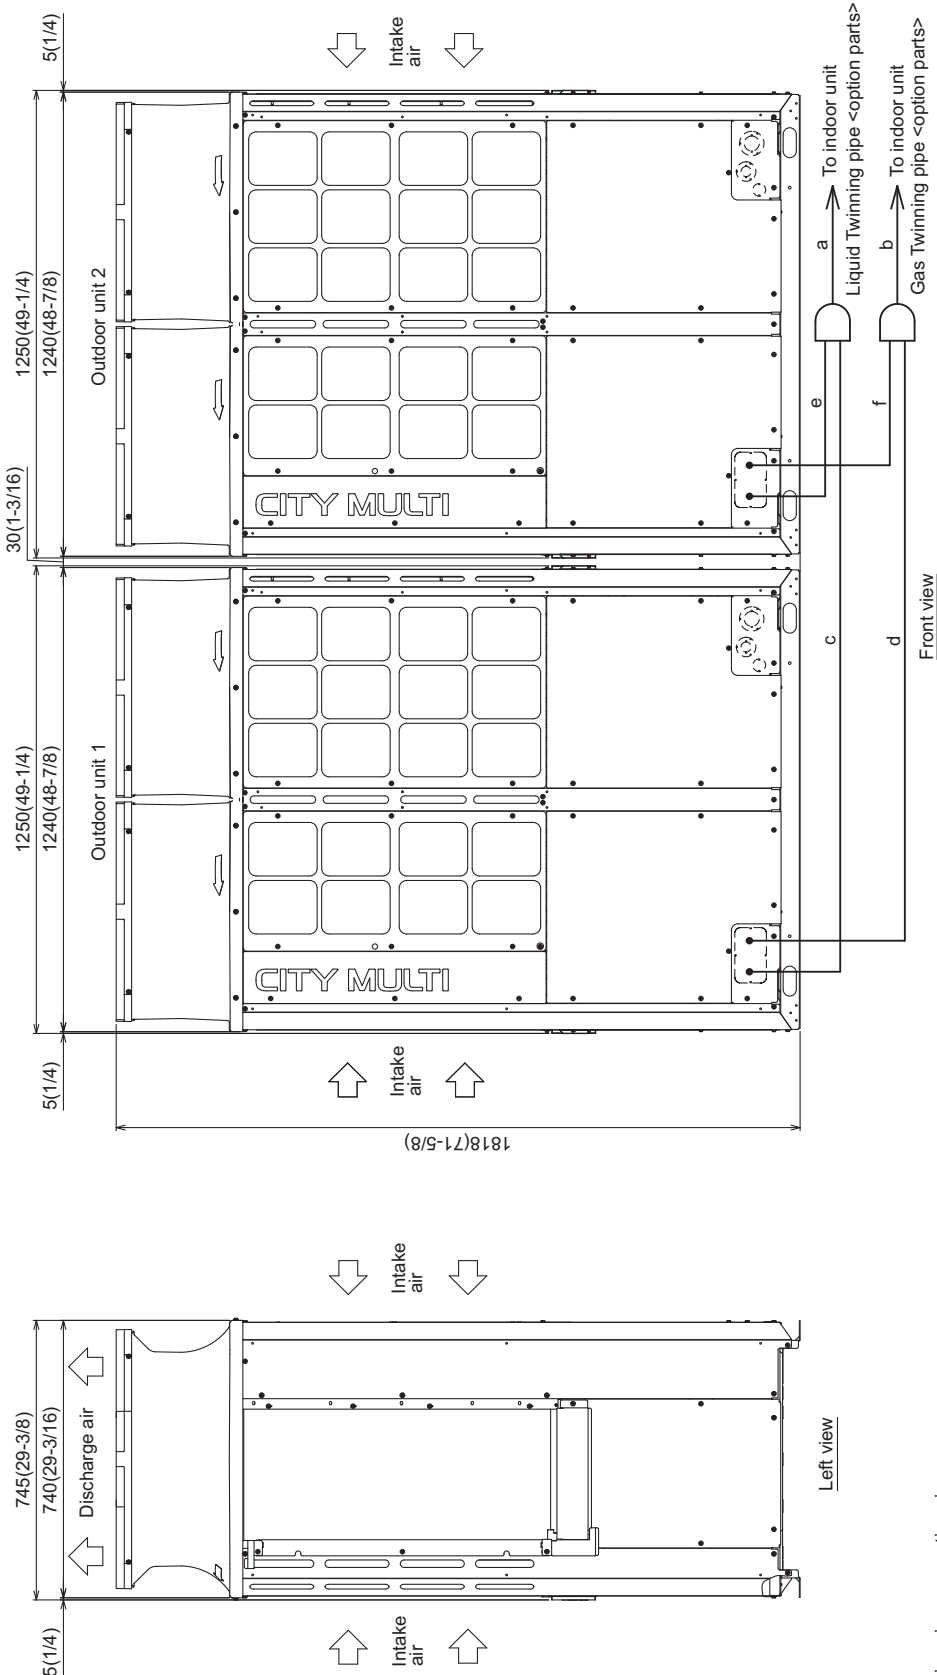 745(29-3/8)
740(29-3/16)
5(1/4)
Discharge air
Intake
air
Intake
air
Left view
1250(49-1/4)
30(1-3/16)
1250(49-1/4)
5(1/4)
1240(48-7/8)
1240(48-7/8)
5(1/4)
Outdoor unit 1
Outdoor unit 2
CITY MULTI
CITY MULTI
Intake
air
Intake
air
1818(71-5/8)
e
a
To indoor unit
c
Liquid Twinning pipe <option parts>
f
b
To indoor unit
d
Gas Twinning pipe <option parts>
Front view